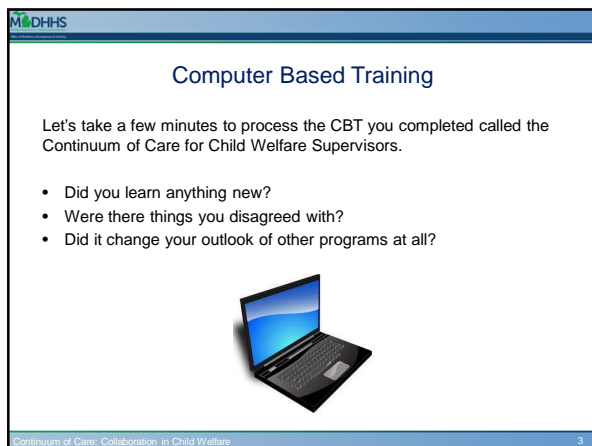 MDHHS
Computer Based Training
Let's take a few minutes to process the CBT you completed called the
Continuum of Care for Child Welfare Supervisors.
• Did you learn anything new?
• Were there things you disagreed with?
• Did it change your outlook of other programs at all?
Continuum of Care: Collaboration in Child Welfare 3